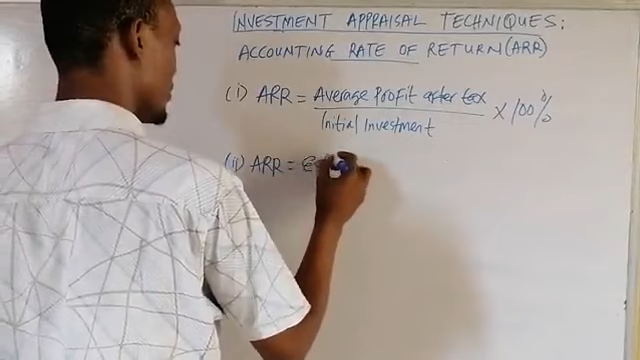 INVESTMENT APPRAISAL TECHNIQUES:
ACCOUNTING RATE OF RETURN (ARR)
(i) ARR = Average Profit after tax
Initial Investment
X 100%
(ii) ARR =